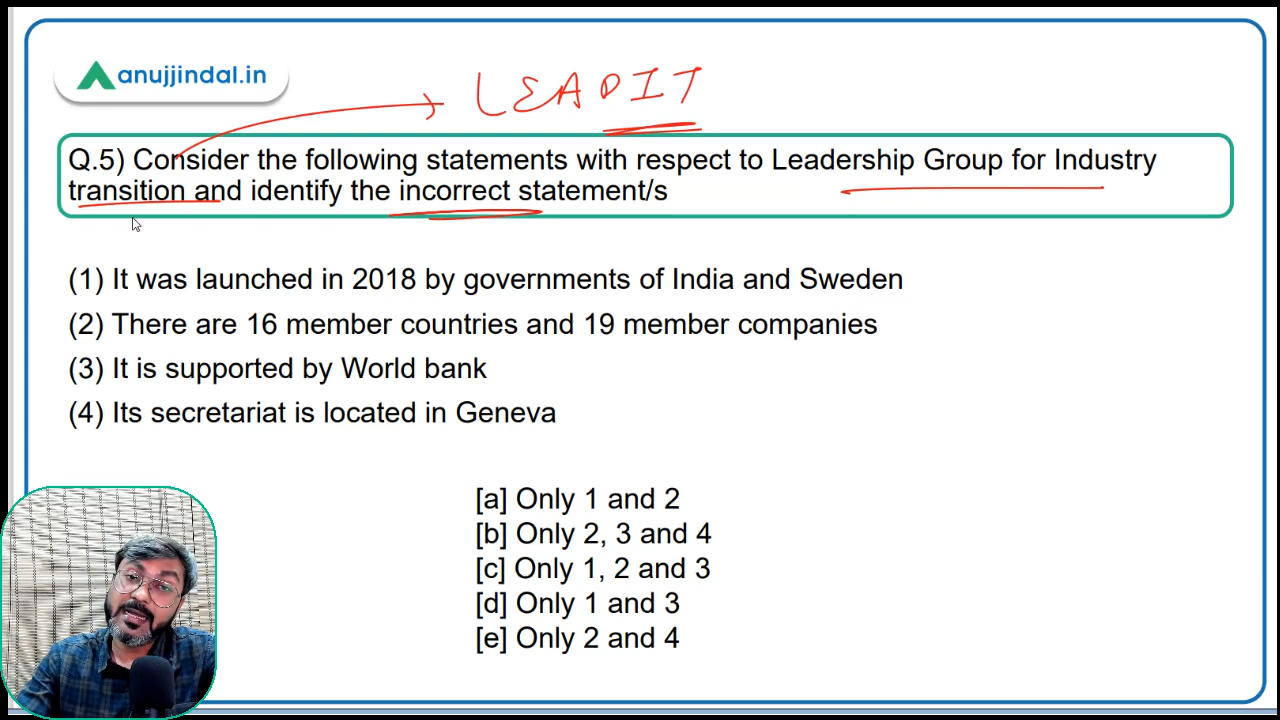 anujjindal.in
LEADIT
Q.5) Consider the following statements with respect to Leadership Group for Industry
transition and identify the incorrect statement/s
(1) It was launched in 2018 by governments of India and Sweden
(2) There are 16 member countries and 19 member companies
(3) It is supported by World bank
(4) Its secretariat is located in Geneva
[a] Only 1 and 2
[b] Only 2, 3 and 4
[c] Only 1, 2 and 3
[d] Only 1 and 3
[e] Only 2 and 4